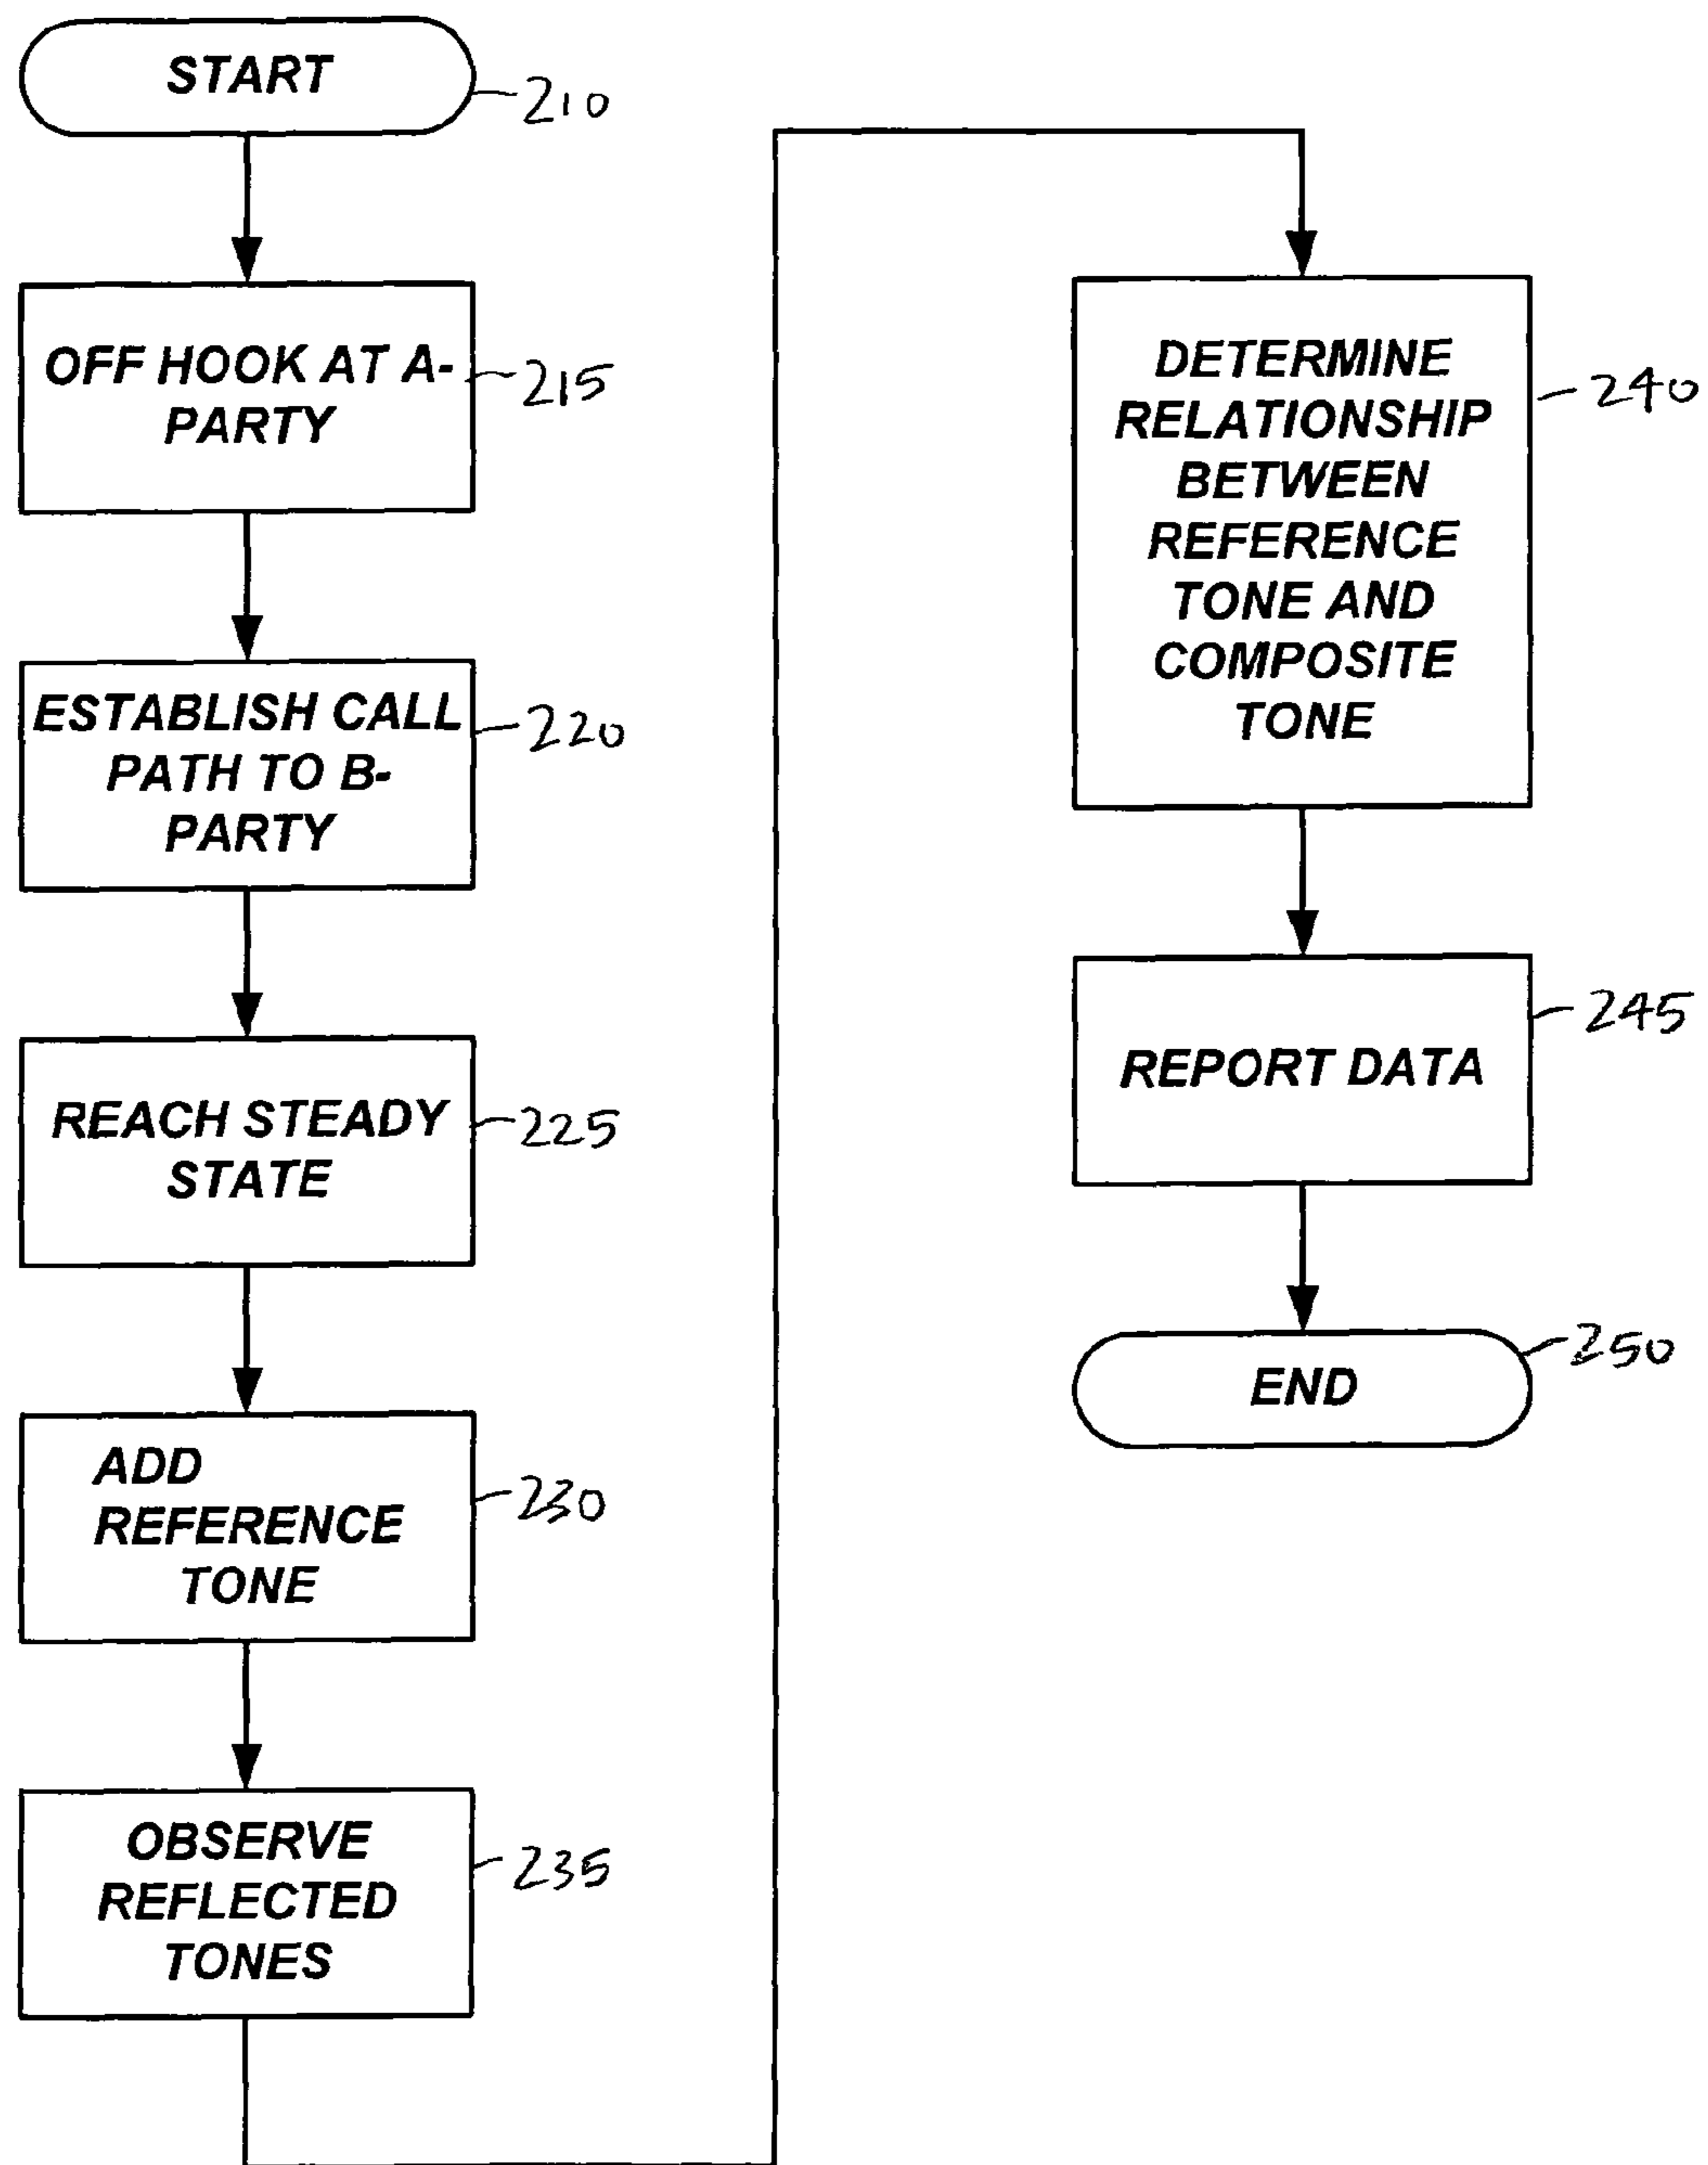 START
210
OFF HOOK AT A-
PARTY
215
ESTABLISH CALL
PATH TO B-
PARTY
220
REACH STEADY
STATE
225
ADD
REFERENCE
TONE
230
OBSERVE
REFLECTED
TONES
235
DETERMINE
RELATIONSHIP
BETWEEN
REFERENCE
TONE AND
COMPOSITE
TONE
240
REPORT DATA
245
END
250